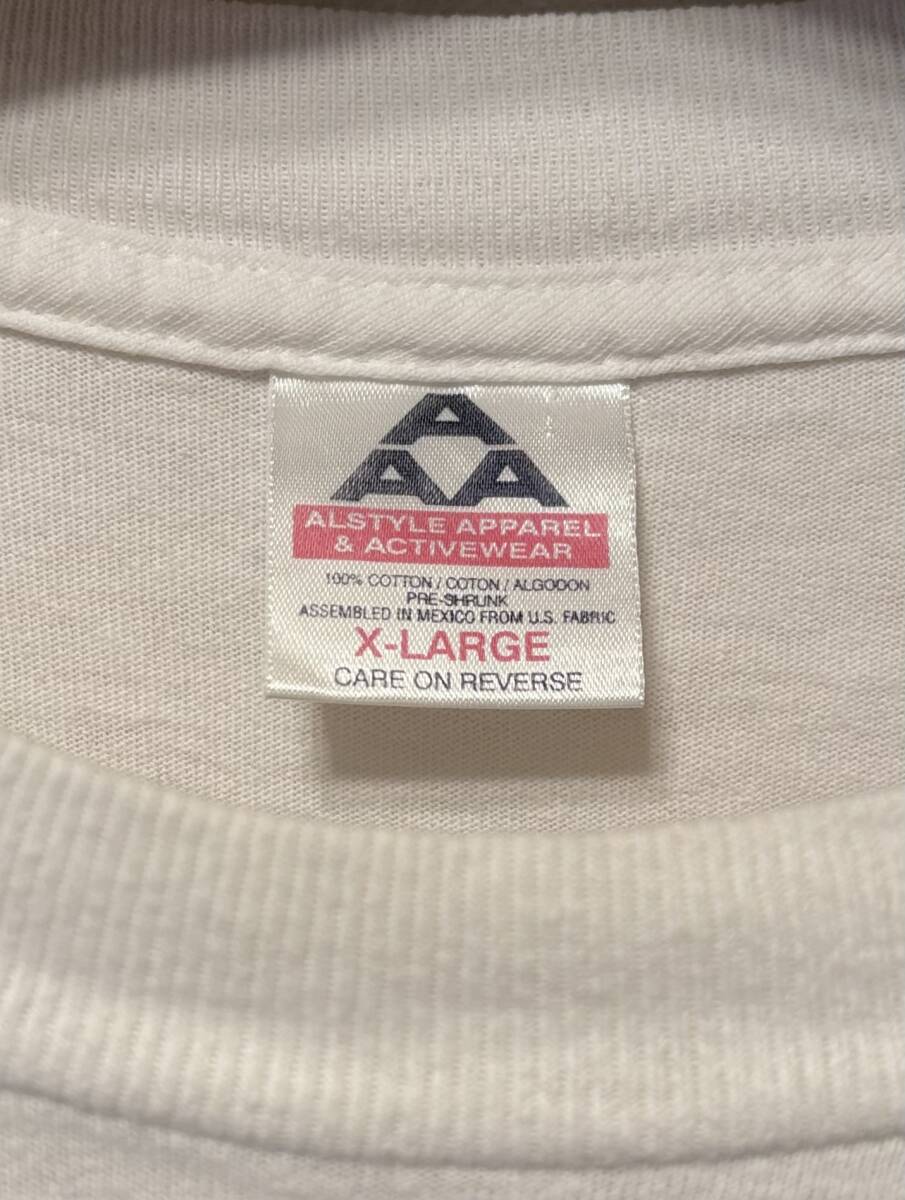 A
A A
ALSTYLE APPAREL
& ACTIVEWEAR
100% COTTON / COTON / ALGODON
PRE-SHRUNK
ASSEMBLED IN MEXICO FROM U.S. FABRIC
X-LARGE
CARE ON REVERSE